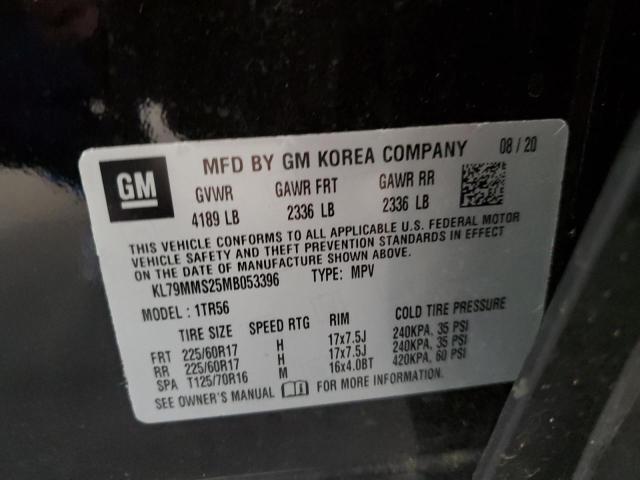 GM MFD BY GM KOREA COMPANY 08 / 20
GVWR GAWR FRT GAWR RR
4189 LB 2336 LB 2336 LB
THIS VEHICLE CONFORMS TO ALL APPLICABLE U.S. FEDERAL MOTOR
VEHICLE SAFETY AND THEFT PREVENTION STANDARDS IN EFFECT
ON THE DATE OF MANUFACTURE SHOWN ABOVE.
KL79MMS25MB053396 TYPE: MPV
MODEL : 1TR56
TIRE SIZE SPEED RTG RIM
FRT 225/60R17 H 17x7.5J 240KPA, 35 PSI
RR 225/60R17 H 17x7.5J 240KPA, 35 PSI
SPA T125/70R16 M 16x4.0BT 420KPA, 60 PSI
SEE OWNER'S MANUAL FOR MORE INFORMATION